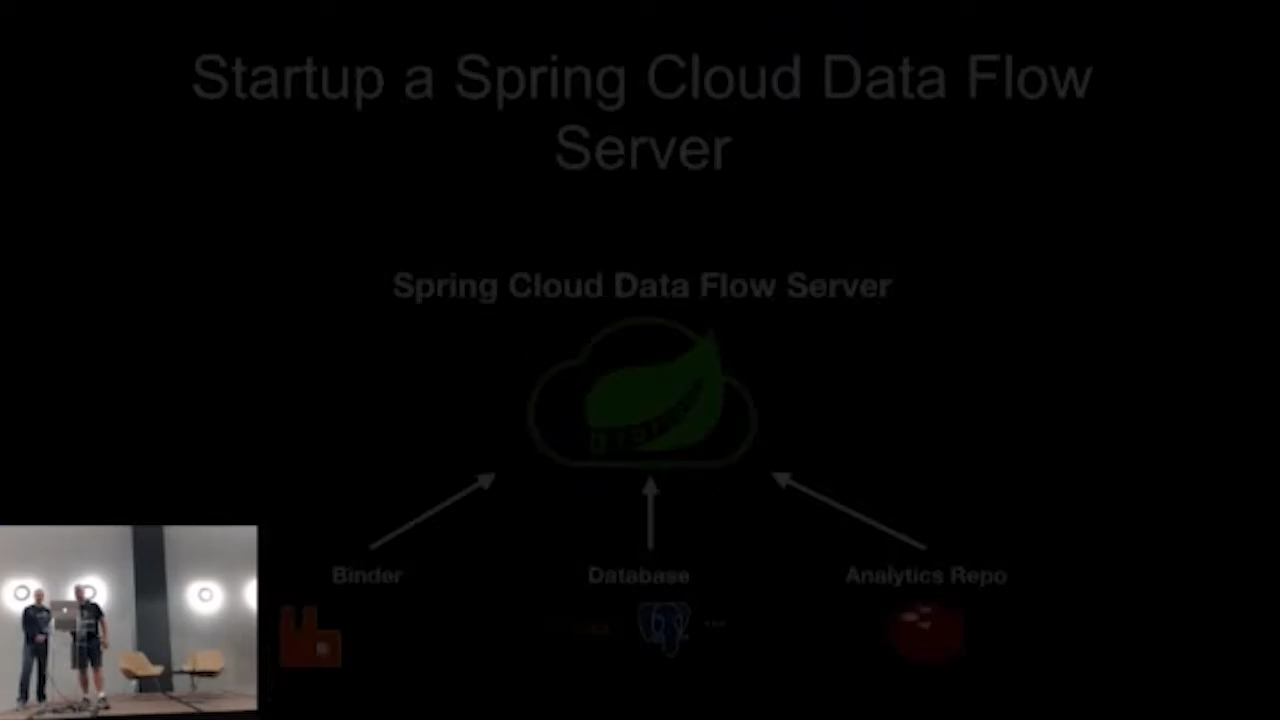 Startup a Spring Cloud Data Flow
Server
Spring Cloud Data Flow Server
Binder
Database
Analytics Repo
...